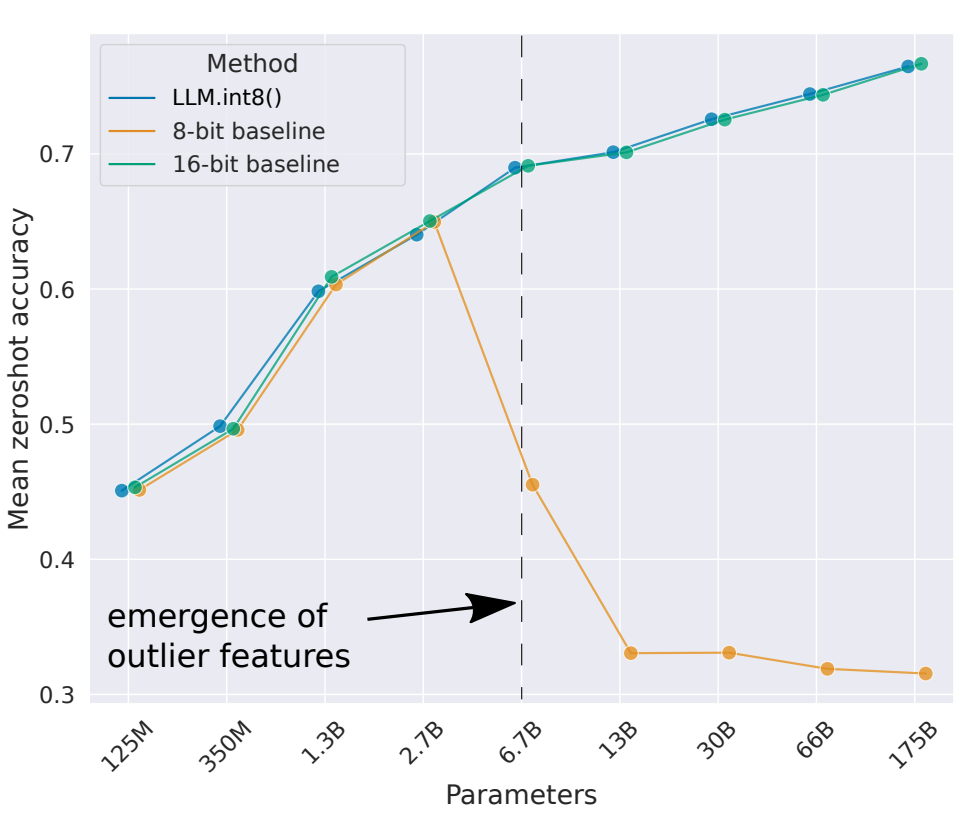 Method
LLM.int8()
8-bit baseline
16-bit baseline
Mean zeroshot accuracy
0.7
0.6
0.5
0.4
0.3
emergence of
outlier features
125M
350M
1.3B
2.7B
6.7B
13B
30B
66B
175B
Parameters